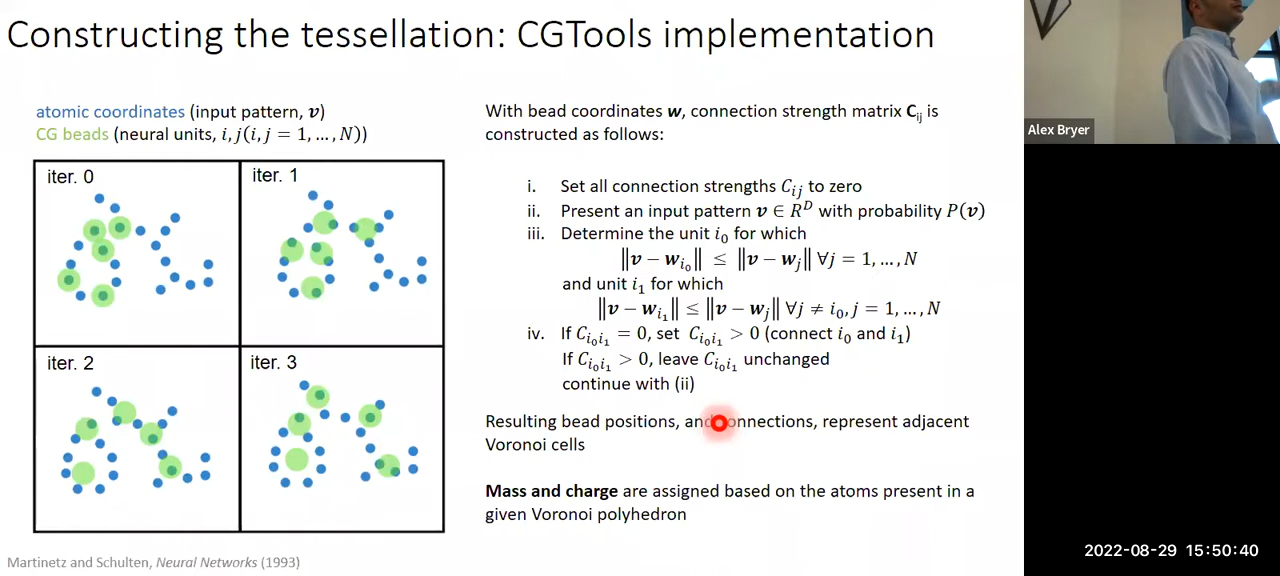 Constructing the tessellation: CGTools implementation
atomic coordinates (input pattern, 𝒗)
CG beads (neural units, 𝑖, 𝑗(𝑖, 𝑗 = 1, …, 𝑁))
iter. 0
iter. 1
iter. 2
iter. 3
With bead coordinates 𝒘, connection strength matrix C_ij is
constructed as follows:
i. Set all connection strengths 𝐶_𝑖𝑗 to zero
ii. Present an input pattern 𝒗 ∈ 𝑅^𝐷 with probability 𝑃(𝒗)
iii. Determine the unit 𝑖_0 for which
‖𝒗 − 𝒘_𝑖_0‖ ≤ ‖𝒗 − 𝒘_𝑗‖ ∀𝑗 = 1, …, 𝑁
and unit 𝑖_1 for which
‖𝒗 − 𝒘_𝑖_1‖ ≤ ‖𝒗 − 𝒘_𝑗‖ ∀𝑗 ≠ 𝑖_0, 𝑗 = 1, …, 𝑁
iv. If 𝐶_𝑖_0𝑖_1 = 0, set 𝐶_𝑖_0𝑖_1 > 0 (connect 𝑖_0 and 𝑖_1)
If 𝐶_𝑖_0𝑖_1 > 0, leave 𝐶_𝑖_0𝑖_1 unchanged
continue with (ii)
Resulting bead positions, and connections, represent adjacent
Voronoi cells
Mass and charge are assigned based on the atoms present in a
given Voronoi polyhedron
Martinetz and Schulten, Neural Networks (1993)
Alex Bryer
2022-08-29 15:50:40